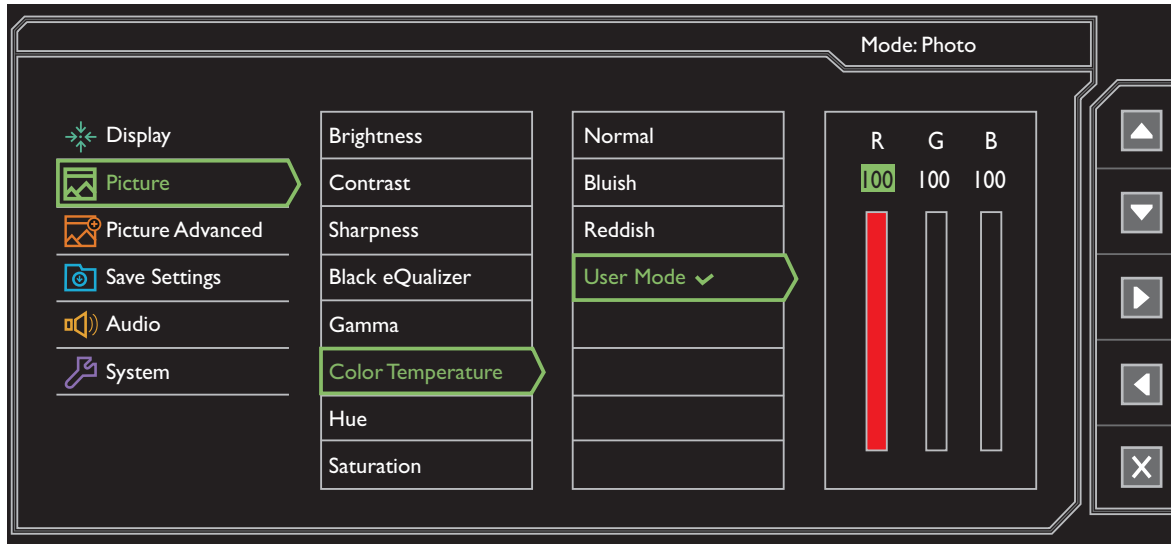 Mode: Photo
Display
Picture
Picture Advanced
Save Settings
Audio
System
Brightness
Contrast
Sharpness
Black eQualizer
Gamma
Color Temperature
Hue
Saturation
Normal
Bluish
Reddish
User Mode
R G B
100 100 100